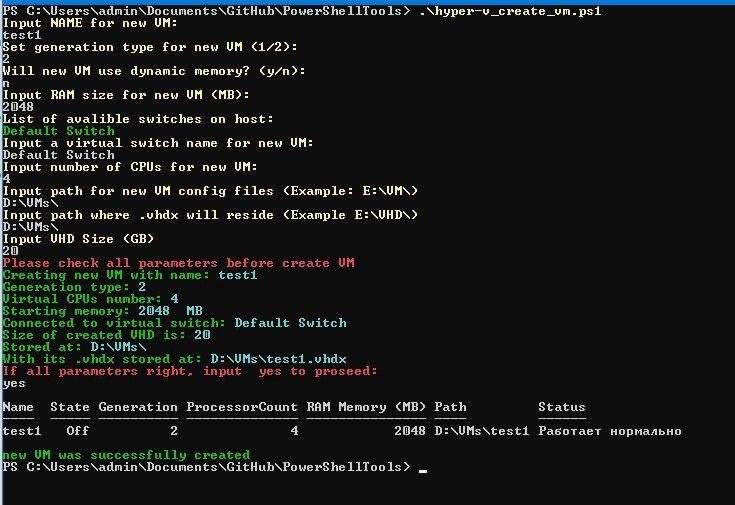 PS C:\Users\admin\Documents\GitHub\PowerShellTools> .\hyper-v_create_vm.ps1
Input NAME for new VM:
test1
Set generation type for new VM (1/2):
2
Will new VM use dynamic memory? (y/n):
n
Input RAM size for new VM (MB):
2048
List of avalible switches on host:
Default Switch
Input a virtual switch name for new VM:
Default Switch
Input number of CPUs for new VM:
4
Input path for new VM config files (Example: E:\VM\)
D:\VMs\
Input path where .vhdx will reside (Example E:\VHD\)
D:\VMs\
Input VHD Size (GB)
20
Please check all parameters before create VM
Creating new VM with name: test1
Generation type: 2
Virtual CPUs number: 4
Starting memory: 2048  MB
Connected to virtual switch: Default Switch
Size of created VHD is: 20
Stored at: D:\VMs\
With its .vhdx stored at: D:\VMs\test1.vhdx
If all parameters right, input  yes to proseed:
yes
Name  State Generation ProcessorCount RAM Memory (MB) Path         Status
----  ----- ---------- -------------- --------------- ----         ------
test1   Off          2              4            2048 D:\VMs\test1 Работает нормально
new VM was successfully created
PS C:\Users\admin\Documents\GitHub\PowerShellTools> _